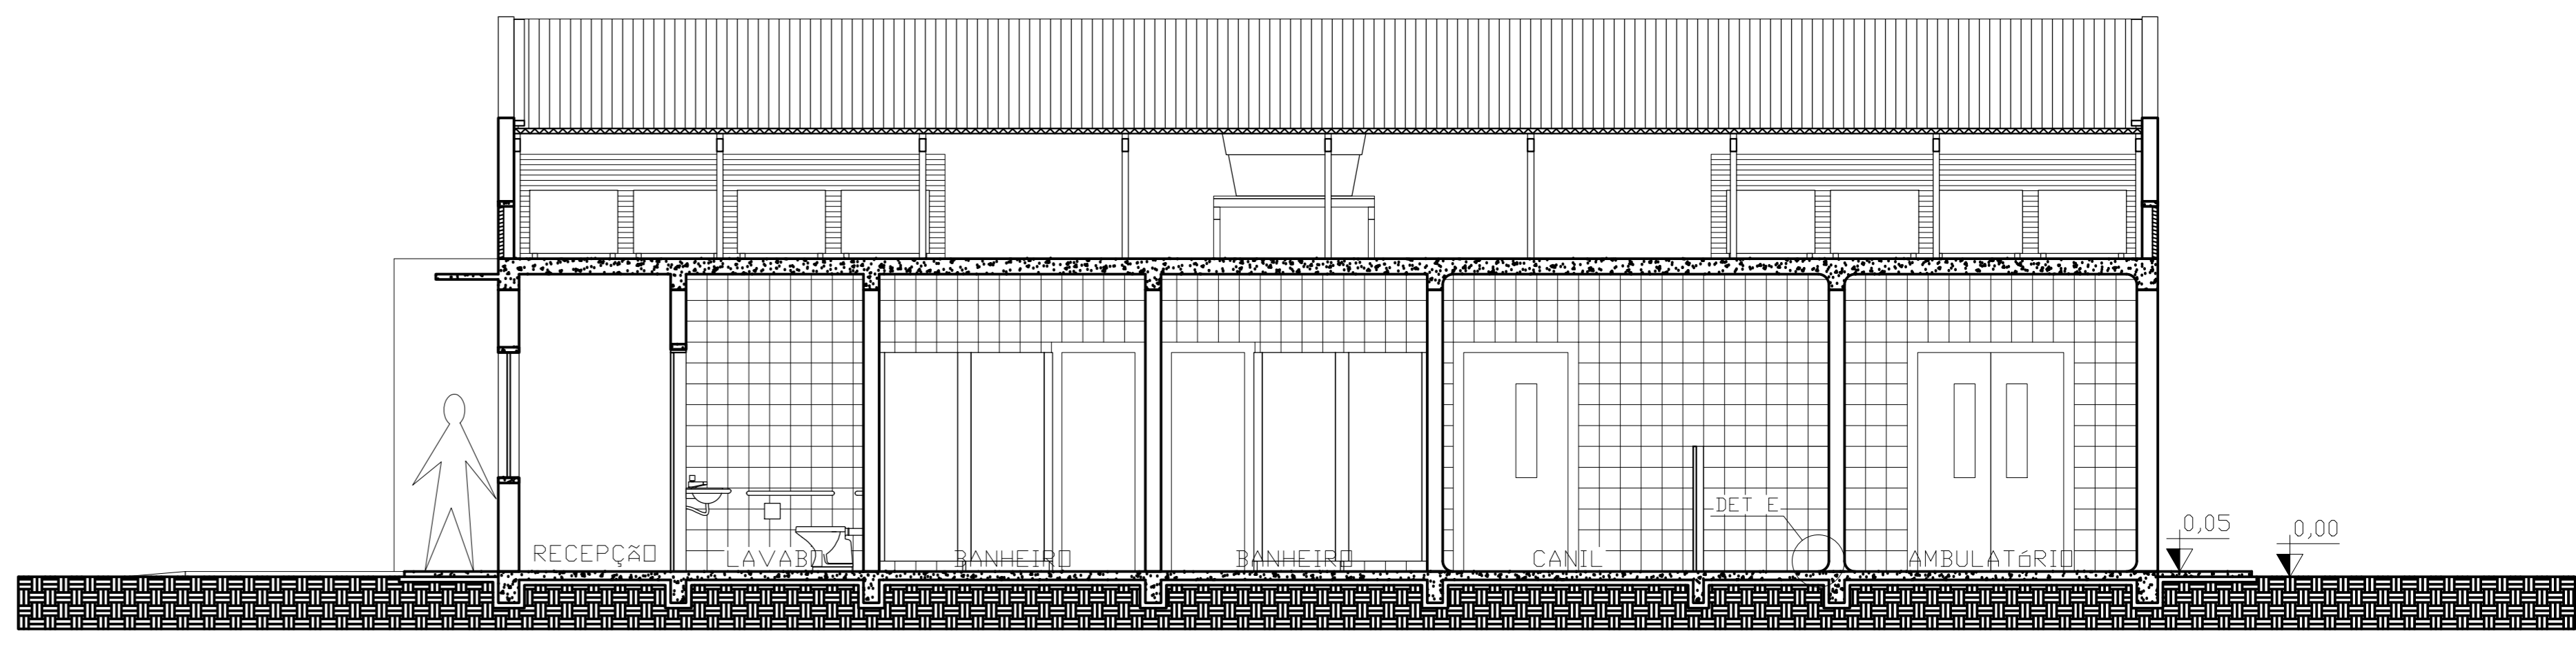 DET E
0,05
0,00
RECEPÇÃO
LAVABO
BANHEIRO
BANHEIRO
CANIL
AMBULATóRIO